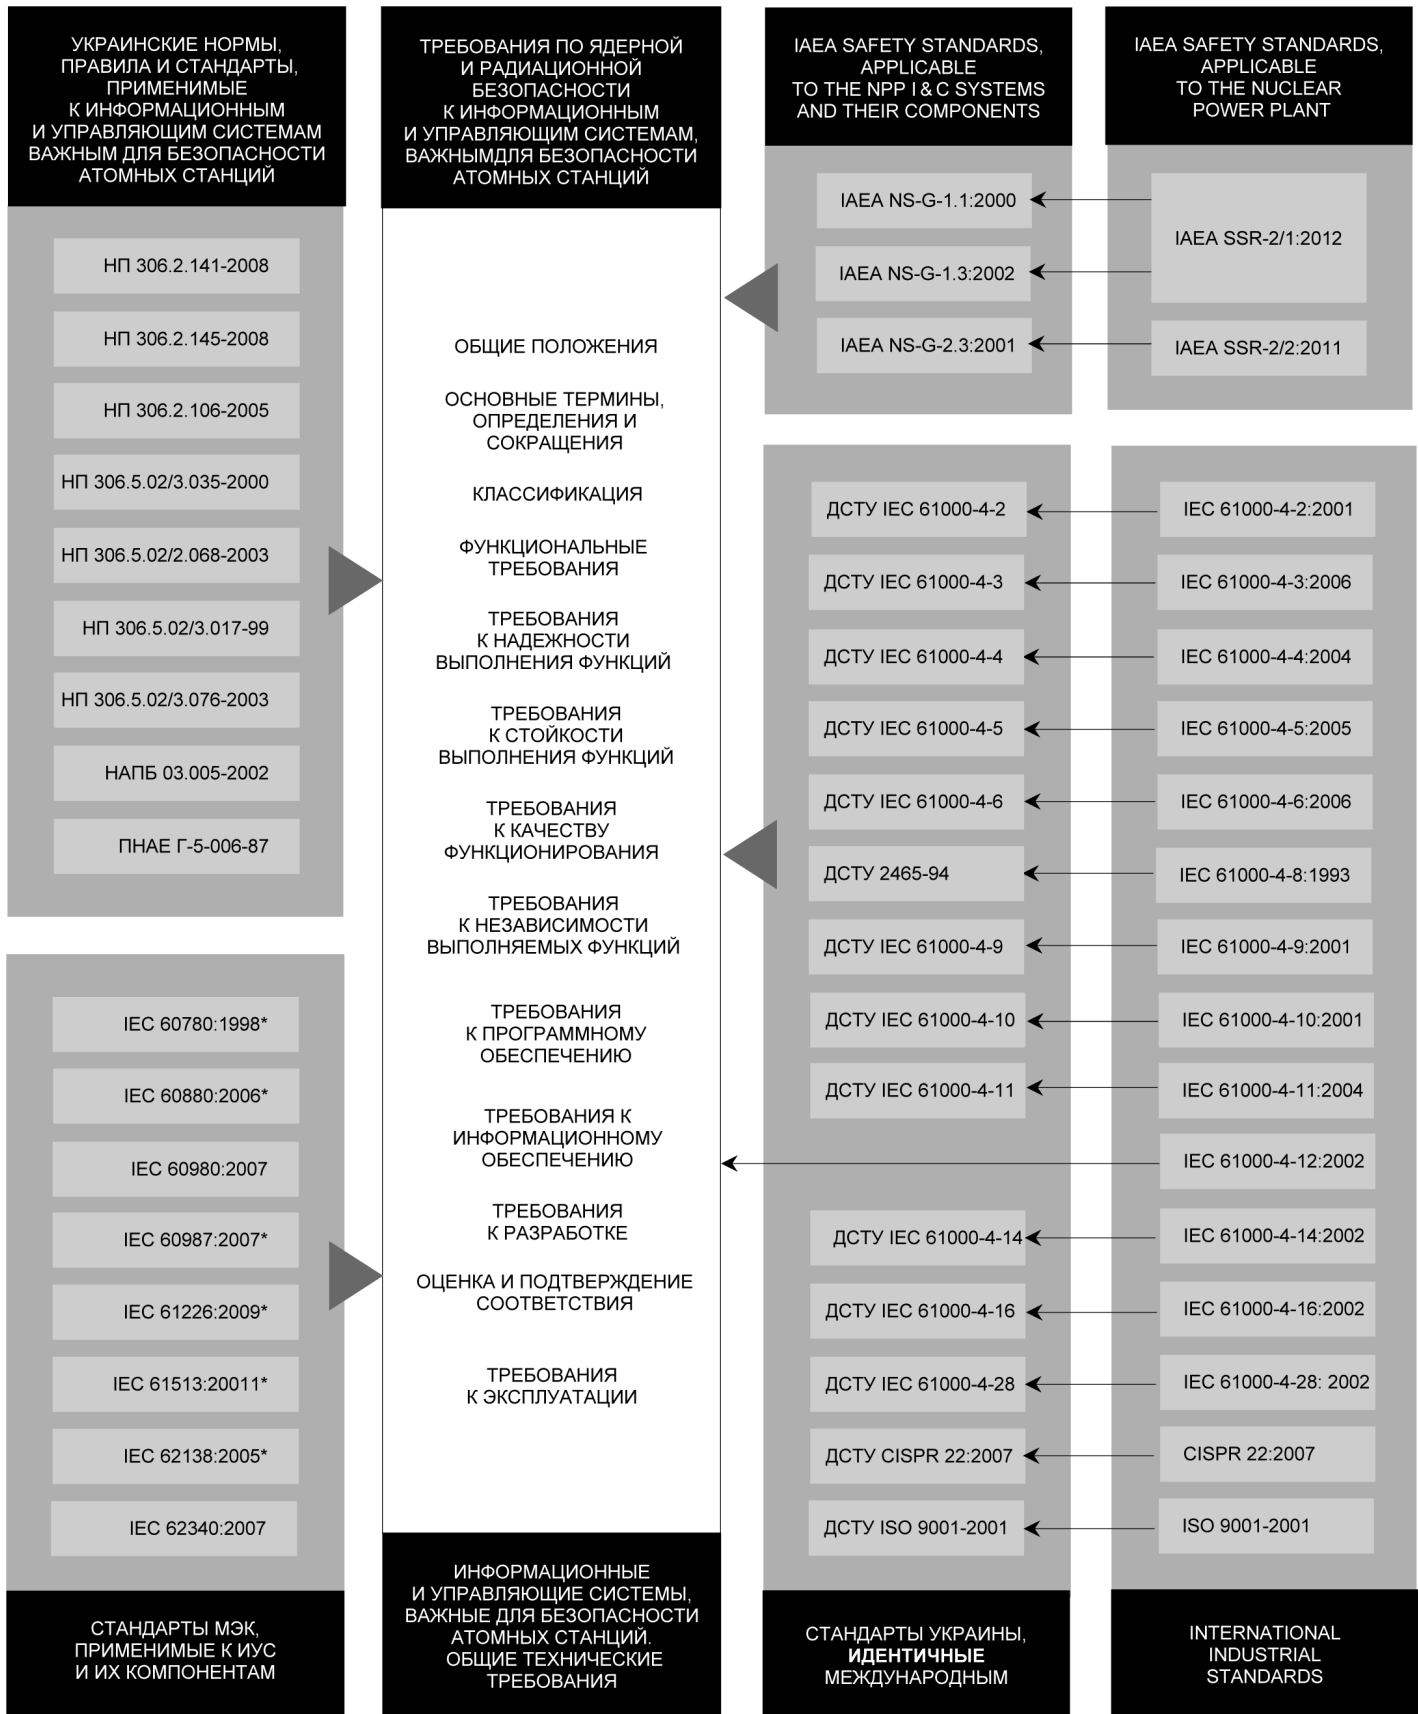 УКРАИНСКИЕ НОРМЫ,
ПРАВИЛА И СТАНДАРТЫ,
ПРИМЕНИМЫЕ
К ИНФОРМАЦИОННЫМ
И УПРАВЛЯЮЩИМ СИСТЕМАМ
ВАЖНЫМ ДЛЯ БЕЗОПАСНОСТИ
АТОМНЫХ СТАНЦИЙ
НП 306.2.141-2008
НП 306.2.145-2008
НП 306.2.106-2005
НП 306.5.02/3.035-2000
НП 306.5.02/2.068-2003
НП 306.5.02/3.017-99
НП 306.5.02/3.076-2003
НАПБ 03.005-2002
ПНАЕ Г-5-006-87
IEC 60780:1998*
IEC 60880:2006*
IEC 60980:2007
IEC 60987:2007*
IEC 61226:2009*
IEC 61513:20011*
IEC 62138:2005*
IEC 62340:2007
СТАНДАРТЫ МЭК,
ПРИМЕНИМЫЕ К ИУС
И ИХ КОМПОНЕНТАМ
ТРЕБОВАНИЯ ПО ЯДЕРНОЙ
И РАДИАЦИОННОЙ
БЕЗОПАСНОСТИ
К ИНФОРМАЦИОННЫМ
И УПРАВЛЯЮЩИМ СИСТЕМАМ,
ВАЖНЫМДЛЯ БЕЗОПАСНОСТИ
АТОМНЫХ СТАНЦИЙ
ОБЩИЕ ПОЛОЖЕНИЯ
ОСНОВНЫЕ ТЕРМИНЫ,
ОПРЕДЕЛЕНИЯ И
СОКРАЩЕНИЯ
КЛАССИФИКАЦИЯ
ФУНКЦИОНАЛЬНЫЕ
ТРЕБОВАНИЯ
ТРЕБОВАНИЯ
К НАДЕЖНОСТИ
ВЫПОЛНЕНИЯ ФУНКЦИЙ
ТРЕБОВАНИЯ
К СТОЙКОСТИ
ВЫПОЛНЕНИЯ ФУНКЦИЙ
ТРЕБОВАНИЯ
К КАЧЕСТВУ
ФУНКЦИОНИРОВАНИЯ
ТРЕБОВАНИЯ
К НЕЗАВИСИМОСТИ
ВЫПОЛНЯЕМЫХ ФУНКЦИЙ
ТРЕБОВАНИЯ
К ПРОГРАММНОМУ
ОБЕСПЕЧЕНИЮ
ТРЕБОВАНИЯ К
ИНФОРМАЦИОННОМУ
ОБЕСПЕЧЕНИЮ
ТРЕБОВАНИЯ
К РАЗРАБОТКЕ
ОЦЕНКА И ПОДТВЕРЖДЕНИЕ
СООТВЕТСТВИЯ
ТРЕБОВАНИЯ
К ЭКСПЛУАТАЦИИ
ИНФОРМАЦИОННЫЕ
И УПРАВЛЯЮЩИЕ СИСТЕМЫ,
ВАЖНЫЕ ДЛЯ БЕЗОПАСНОСТИ
АТОМНЫХ СТАНЦИЙ.
ОБЩИЕ ТЕХНИЧЕСКИЕ
ТРЕБОВАНИЯ
IAEA SAFETY STANDARDS,
APPLICABLE
TO THE NPP I & C SYSTEMS
AND THEIR COMPONENTS
IAEA NS-G-1.1:2000
IAEA NS-G-1.3:2002
IAEA NS-G-2.3:2001
ДСТУ IEC 61000-4-2
ДСТУ IEC 61000-4-3
ДСТУ IEC 61000-4-4
ДСТУ IEC 61000-4-5
ДСТУ IEC 61000-4-6
ДСТУ 2465-94
ДСТУ IEC 61000-4-9
ДСТУ IEC 61000-4-10
ДСТУ IEC 61000-4-11
ДСТУ IEC 61000-4-14
ДСТУ IEC 61000-4-16
ДСТУ IEC 61000-4-28
ДСТУ CISPR 22:2007
ДСТУ ISO 9001-2001
СТАНДАРТЫ УКРАИНЫ,
ИДЕНТИЧНЫЕ
МЕЖДУНАРОДНЫМ
IAEA SAFETY STANDARDS,
APPLICABLE
TO THE NUCLEAR
POWER PLANT
IAEA SSR-2/1:2012
IAEA SSR-2/2:2011
IEC 61000-4-2:2001
IEC 61000-4-3:2006
IEC 61000-4-4:2004
IEC 61000-4-5:2005
IEC 61000-4-6:2006
IEC 61000-4-8:1993
IEC 61000-4-9:2001
IEC 61000-4-10:2001
IEC 61000-4-11:2004
IEC 61000-4-12:2002
IEC 61000-4-14:2002
IEC 61000-4-16:2002
IEC 61000-4-28: 2002
CISPR 22:2007
ISO 9001-2001
INTERNATIONAL
INDUSTRIAL
STANDARDS